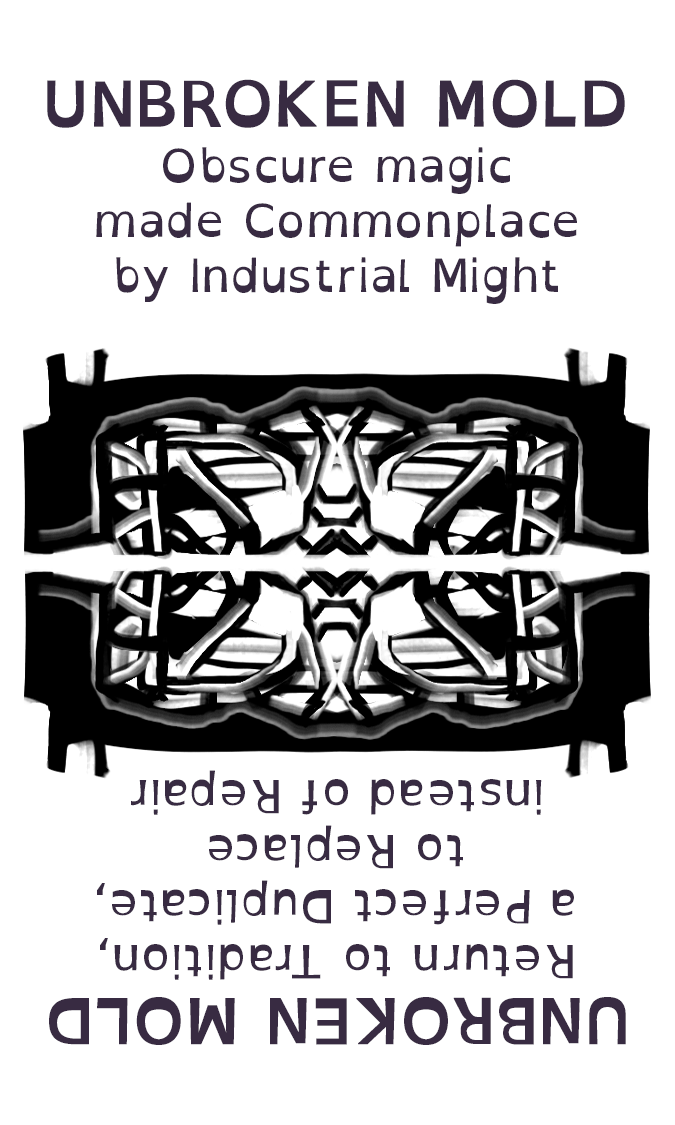 UNBROKEN MOLD
Obscure magic
made Commonplace
by Industrial Might
UNBROKEN MOLD
Return to Tradition,
a Perfect Duplicate,
to Replace
instead of Repair